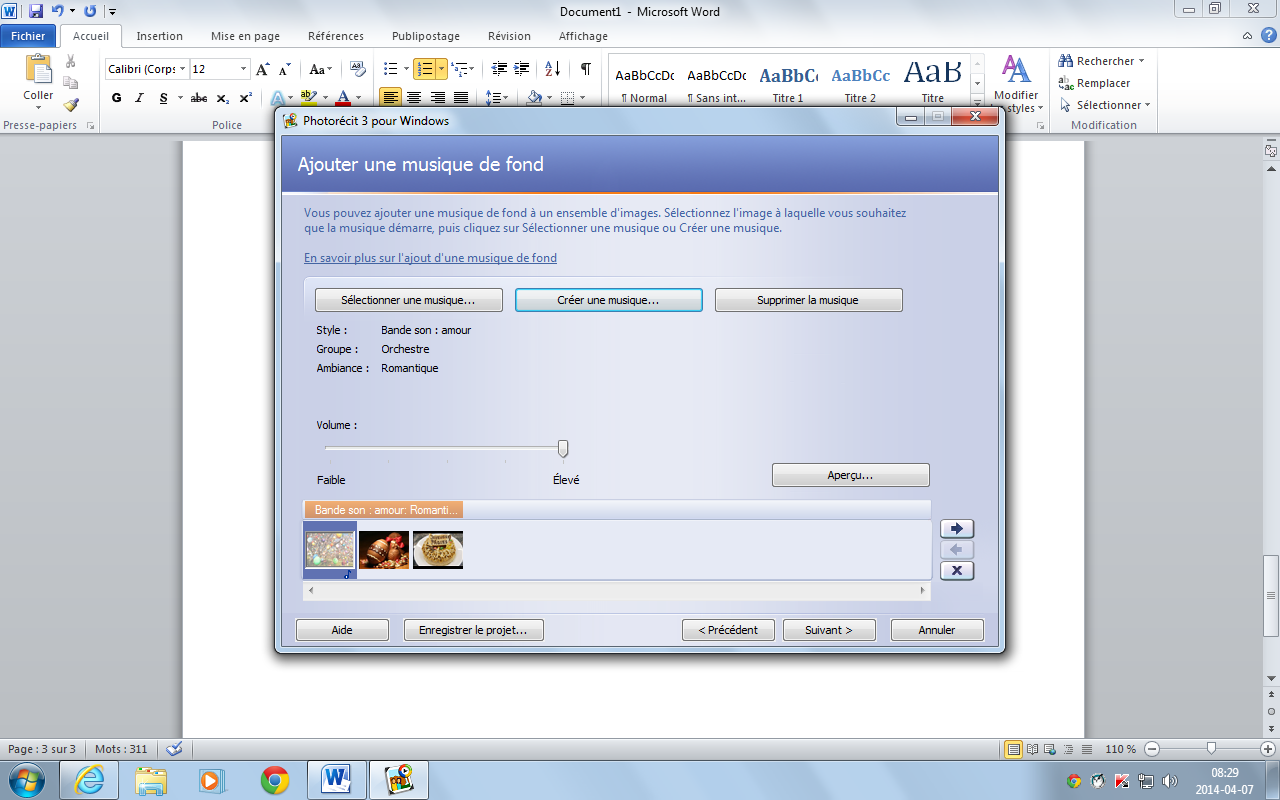 Document1 - Microsoft Word
Fichier Accueil Insertion Mise en page Références Publipostage Révision Affichage
Coller
Calibri (Corps 12
G I S abc X₂ X²
Aa
AaBbCcDc AaBbCcDc AaBbCc AaBbCc AaB
¶ Normal ¶ Sans int... Titre 1 Titre 2 Titre
Modifier
les styles
Rechercher
Remplacer
Sélectionner
Presse-papiers Police Modification
Photorécit 3 pour Windows
Ajouter une musique de fond
Vous pouvez ajouter une musique de fond à un ensemble d'images. Sélectionnez l'image à laquelle vous souhaitez
que la musique démarre, puis cliquez sur Sélectionner une musique ou Créer une musique.
En savoir plus sur l'ajout d'une musique de fond
Sélectionner une musique... Créer une musique... Supprimer la musique
Style : Bande son : amour
Groupe : Orchestre
Ambiance : Romantique
Volume :
Faible Élevé
Aperçu...
Bande son : amour: Romanti...
Aide Enregistrer le projet... < Précédent Suivant > Annuler
Page : 3 sur 3 Mots : 311 110 %
08:29
2014-04-07